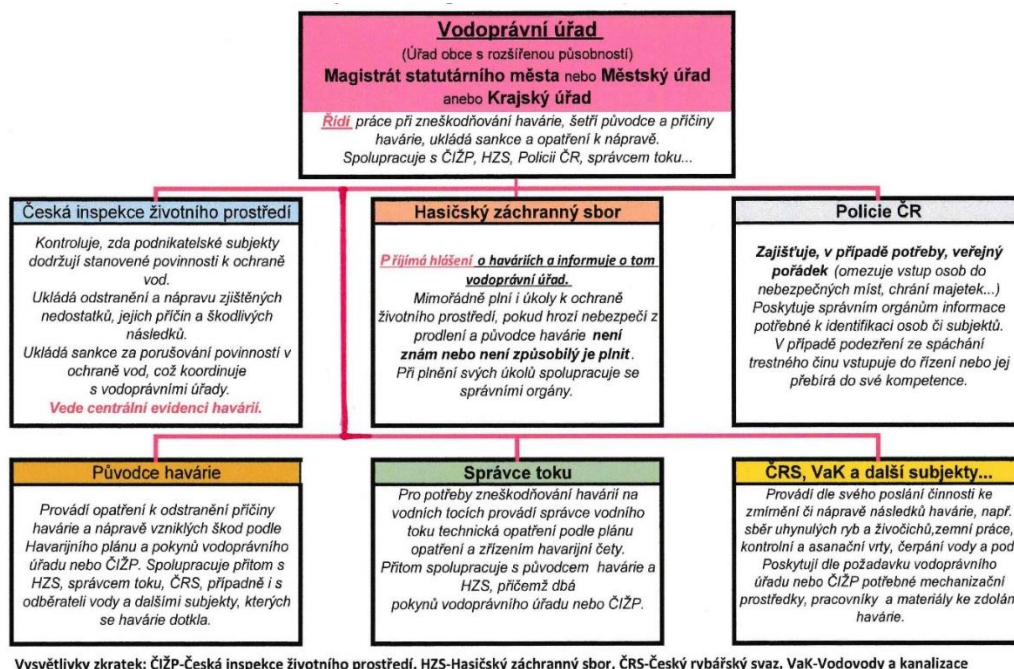 Vodoprávní úřad
(Úřad obce s rozšířenou působností)
Magistrát statutárního města nebo Městský úřad
anebo Krajský úřad
Řídí práce při zneškodňování havárie, šetří původce a příčiny
havárie, ukládá sankce a opatření k nápravě.
Spolupracuje s ČIŽP, HZS, Policii ČR, správcem toku...
Česká inspekce životního prostředí
Kontroluje, zda podnikatelské subjekty
dodržují stanovené povinnosti k ochraně
vod.
Ukládá odstranění a nápravu zjištěných
nedostatků, jejich příčin a škodlivých
následků.
Ukládá sankce za porušování povinností v
ochraně vod, což koordinuje
s vodoprávními úřady.
Vede centrální evidenci havárií.
Hasičský záchranný sbor
Přijímá hlášení o haváriích a informuje o tom
vodoprávní úřad.
Mimořádně plní i úkoly k ochraně
životního prostředí, pokud hrozí nebezpečí z
prodlení a původce havárie není
znám nebo není způsobilý je plnit.
Při plnění svých úkolů spolupracuje se
správními orgány.
Policie ČR
Zajišťuje, v případě potřeby, veřejný
pořádek (omezuje vstup osob do
nebezpečných míst, chrání majetek...)
Poskytuje správním orgánům informace
potřebné k identifikaci osob či subjektů.
V případě podezření ze spáchání
trestného činu vstupuje do řízení nebo jej
přebírá do své kompetence.
Původce havárie
Provádí opatření k odstranění příčiny
havárie a nápravě vzniklých škod podle
Havarijního plánu a pokynů vodoprávního
úřadu nebo ČIŽP. Spolupracuje přitom s
HZS, správcem toku, ČRS, případně i s
odběrateli vody a dalšími subjekty, kterých
se havárie dotkla.
Správce toku
Pro potřeby zneškodňování havárií na
vodních tocích provádí správce vodního
toku technická opatření podle plánu
opatření a zřízením havarijní čety.
Přitom spolupracuje s původcem havárie a
HZS, přičemž dbá
pokynů vodoprávního úřadu nebo ČIŽP.
ČRS, VaK a další subjekty...
Provádí dle svého poslání činnosti ke
zmírnění či nápravě následků havárie, např.
sběr uhynulých ryb a živočichů,zemní práce,
kontrolní a asanační vrty, čerpání vody a pod.
Poskytují dle požadavku vodoprávního
úřadu nebo ČIŽP potřebné mechanizační
prostředky, pracovníky a materiály ke zdolání
havárie.
Vysvětlivky zkratek: ČIŽP-Česká inspekce životního prostředí, HZS-Hasičský záchranný sbor, ČRS-Český rybářský svaz, VaK-Vodovody a kanalizace